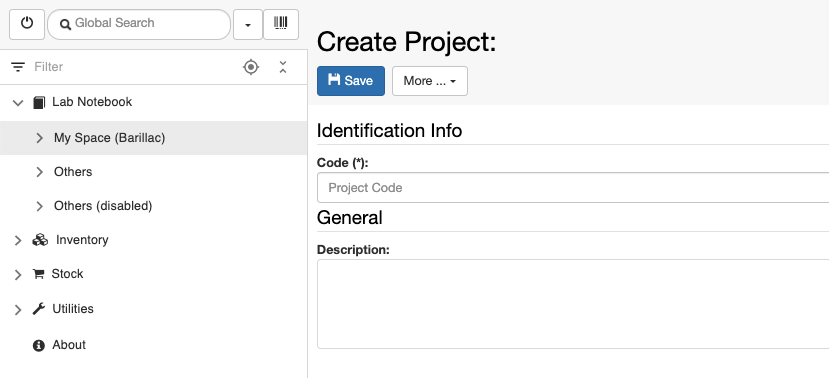 Global Search
Filter
Lab Notebook
My Space (Barillac)
Others
Others (disabled)
Inventory
Stock
Utilities
About
Create Project:
Save
More ...
Identification Info
Code (*):
Project Code
General
Description: